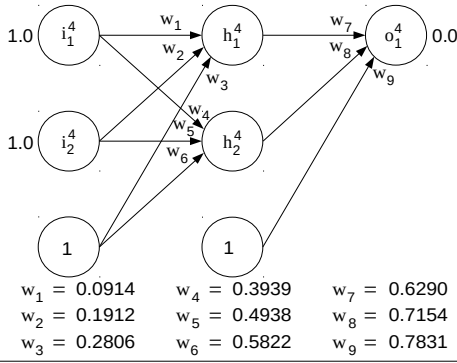 1.0 i₁⁴ w₁ h₁⁴ w₇ o₁⁴ 0.0
w₂ w₈
w₃ w₉
w₄
1.0 i₂⁴ w₅ h₂⁴
w₆
1 1
w₁ = 0.0914 w₄ = 0.3939 w₇ = 0.6290
w₂ = 0.1912 w₅ = 0.4938 w₈ = 0.7154
w₃ = 0.2806 w₆ = 0.5822 w₉ = 0.7831